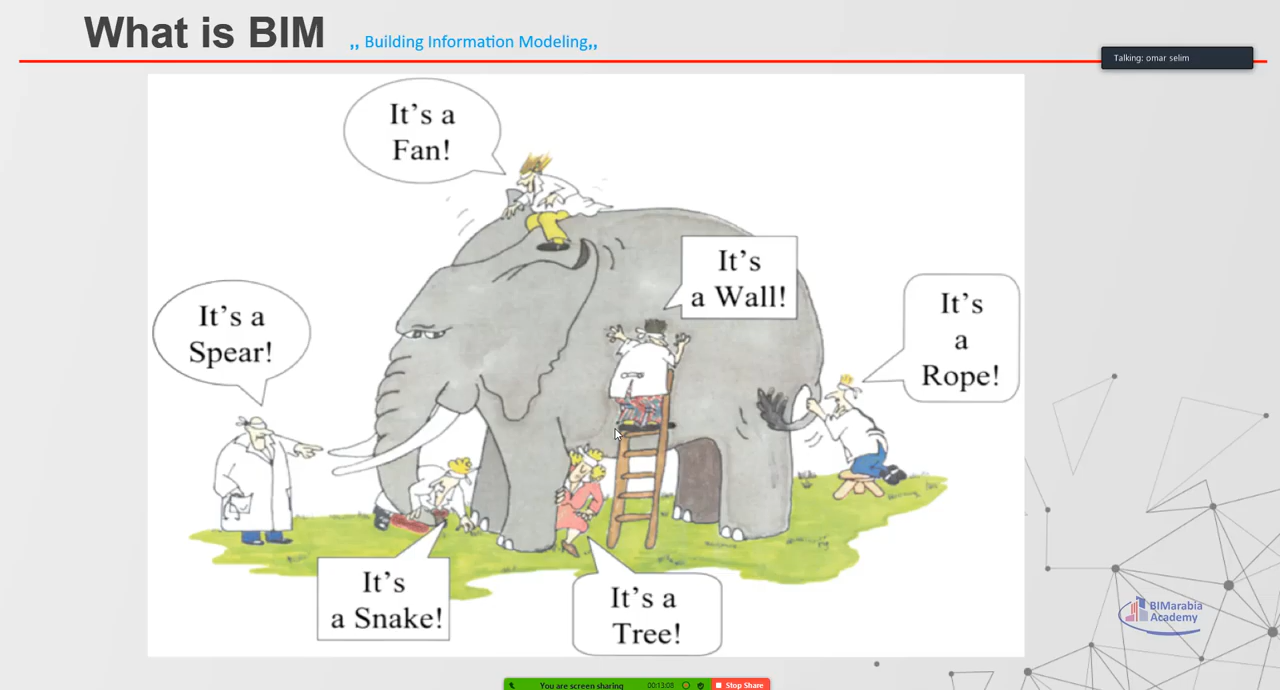 What is BIM
,, Building Information Modeling,,
Talking: omar selim
It's a
Fan!
It's
a Wall!
It's a
Spear!
It's
a
Rope!
It's
a Snake!
It's a
Tree!
BIMarabia
Academy
You are screen sharing
00:13:08
Stop Share